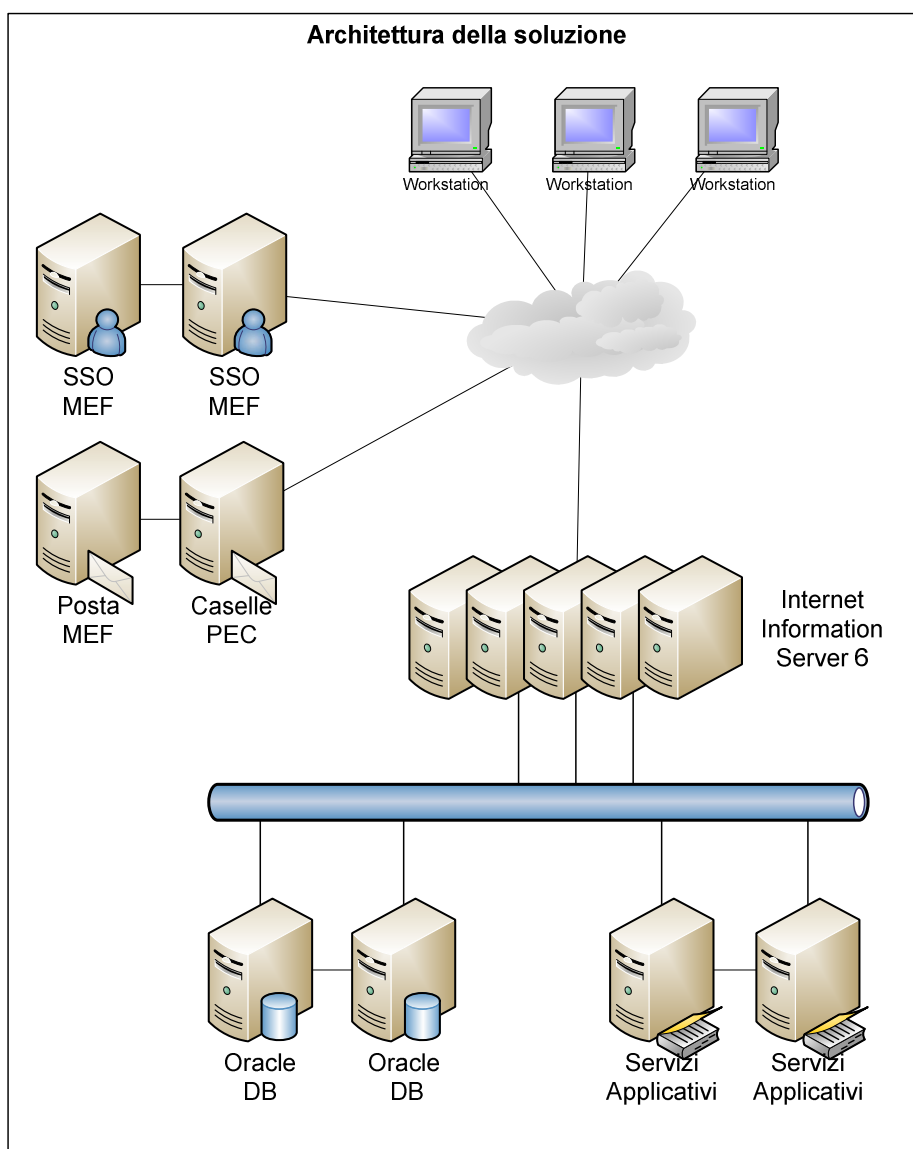 Architettura della soluzione
Workstation
Workstation
Workstation
SSO
MEF
SSO
MEF
Posta
MEF
Caselle
PEC
Internet
Information
Server 6
Oracle
DB
Oracle
DB
Servizi
Applicativi
Servizi
Applicativi